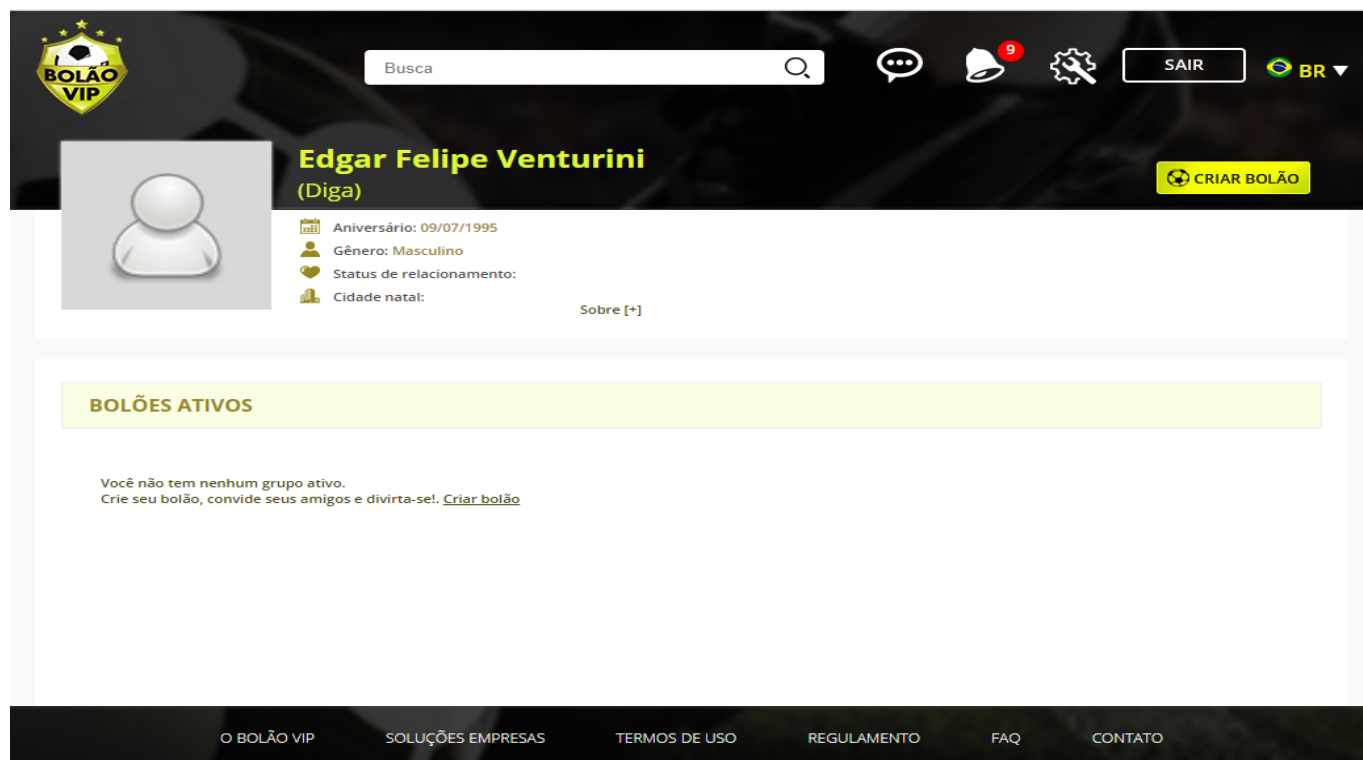 BOLÃO
VIP
Busca
9
SAIR
BR
Edgar Felipe Venturini
(Diga)
CRIAR BOLÃO
Aniversário: 09/07/1995
Gênero: Masculino
Status de relacionamento:
Cidade natal:
Sobre [+]
BOLÕES ATIVOS
Você não tem nenhum grupo ativo.
Crie seu bolão, convide seus amigos e divirta-se!. Criar bolão
O BOLÃO VIP SOLUÇÕES EMPRESAS TERMOS DE USO REGULAMENTO FAQ CONTATO